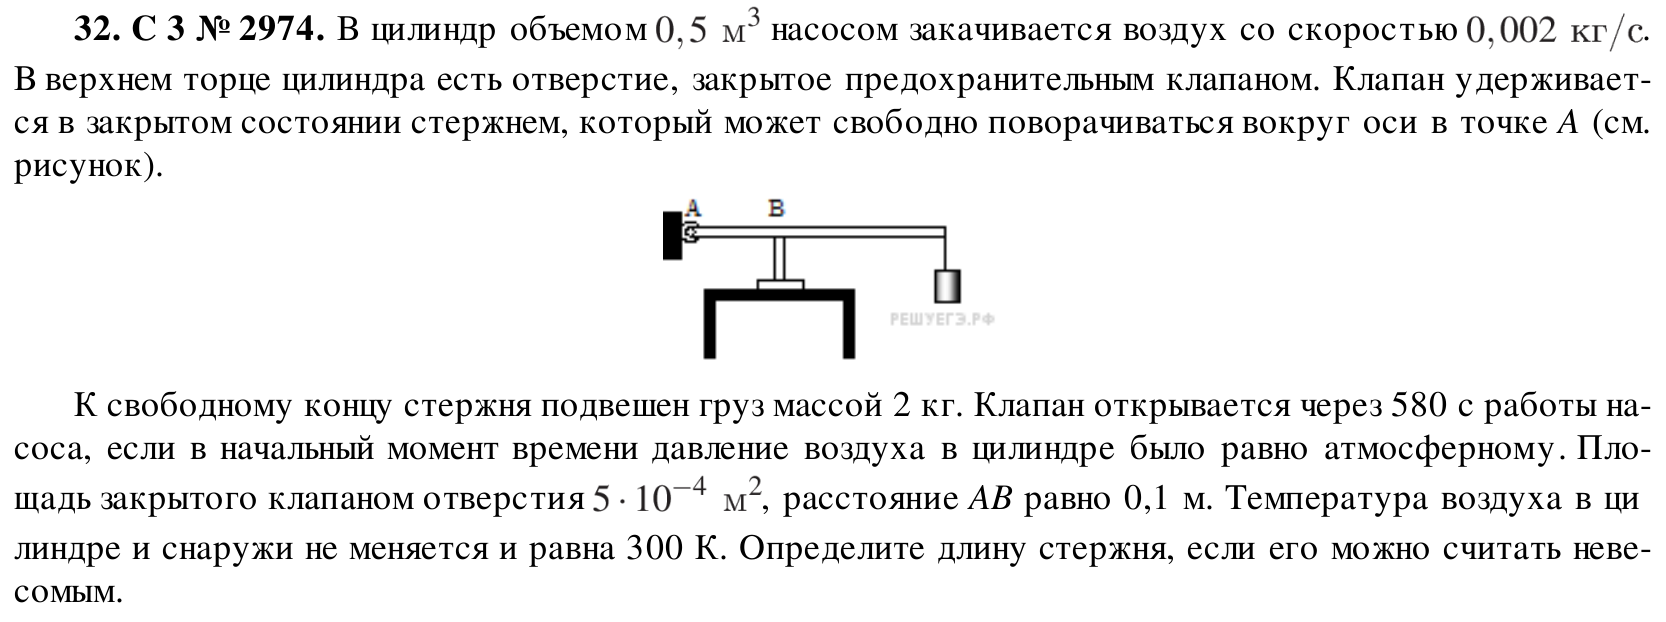 32. С 3 № 2974. В цилиндр объемом 0,5 м³ насосом закачивается воздух со скоростью 0,002 кг/с.
В верхнем торце цилиндра есть отверстие, закрытое предохранительным клапаном. Клапан удерживает-
ся в закрытом состоянии стержнем, который может свободно поворачиваться вокруг оси в точке А (см.
рисунок).
A B
РЕШУЕГЭ.РФ
К свободному концу стержня подвешен груз массой 2 кг. Клапан открывается через 580 с работы на-
соса, если в начальный момент времени давление воздуха в цилиндре было равно атмосферному. Пло-
щадь закрытого клапаном отверстия 5 · 10⁻⁴ м², расстояние АВ равно 0,1 м. Температура воздуха в ци
линдре и снаружи не меняется и равна 300 К. Определите длину стержня, если его можно считать неве-
сомым.